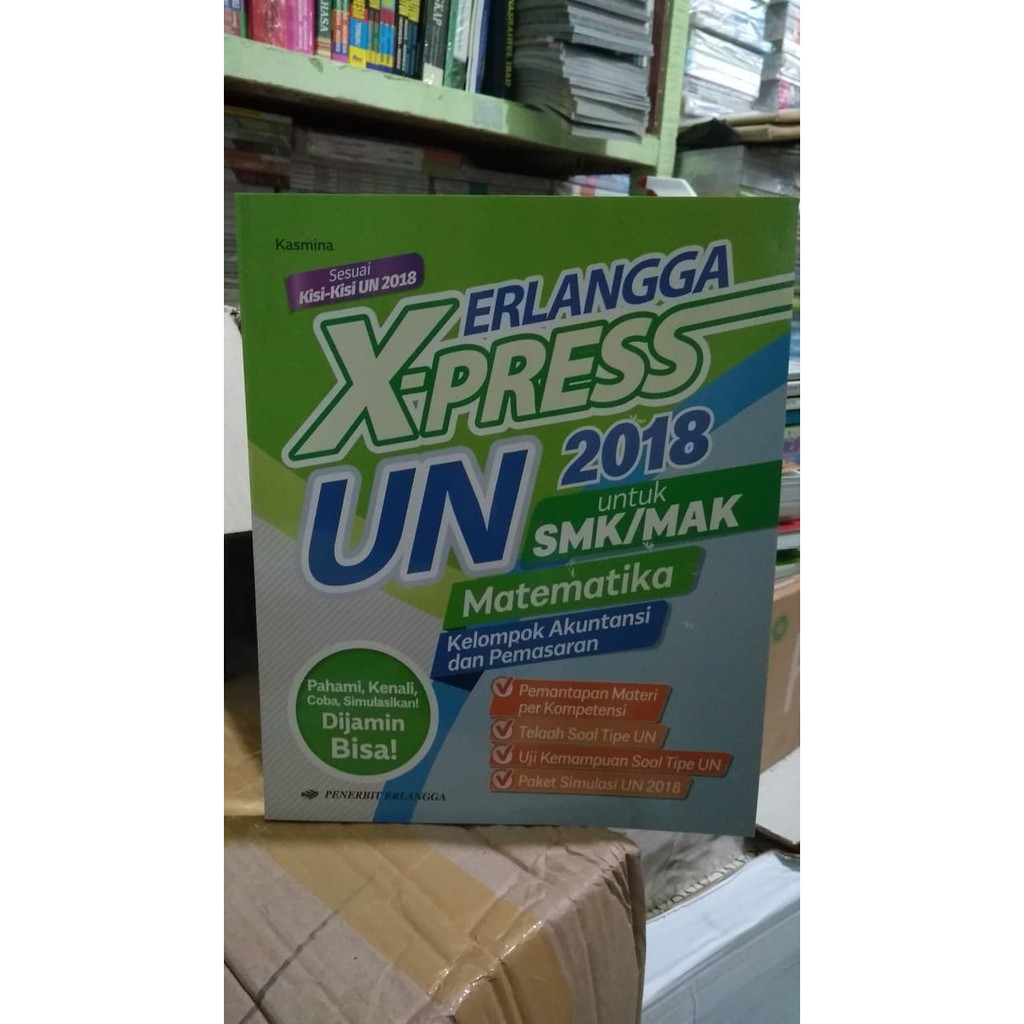 Kasmina
Sesuai
Kisi-Kisi UN 2018
ERLANGGA
X-PRESS
UN 2018
untuk
SMK/MAK
Matematika
Kelompok Akuntansi
dan Pemasaran
Pahami, Kenali,
Coba, Simulasikan!
Dijamin
Bisa!
Pemantapan Materi
per Kompetensi
Telaah Soal Tipe UN
Uji Kemampuan Soal Tipe UN
Paket Simulasi UN 2018
PENERBIT ERLANGGA